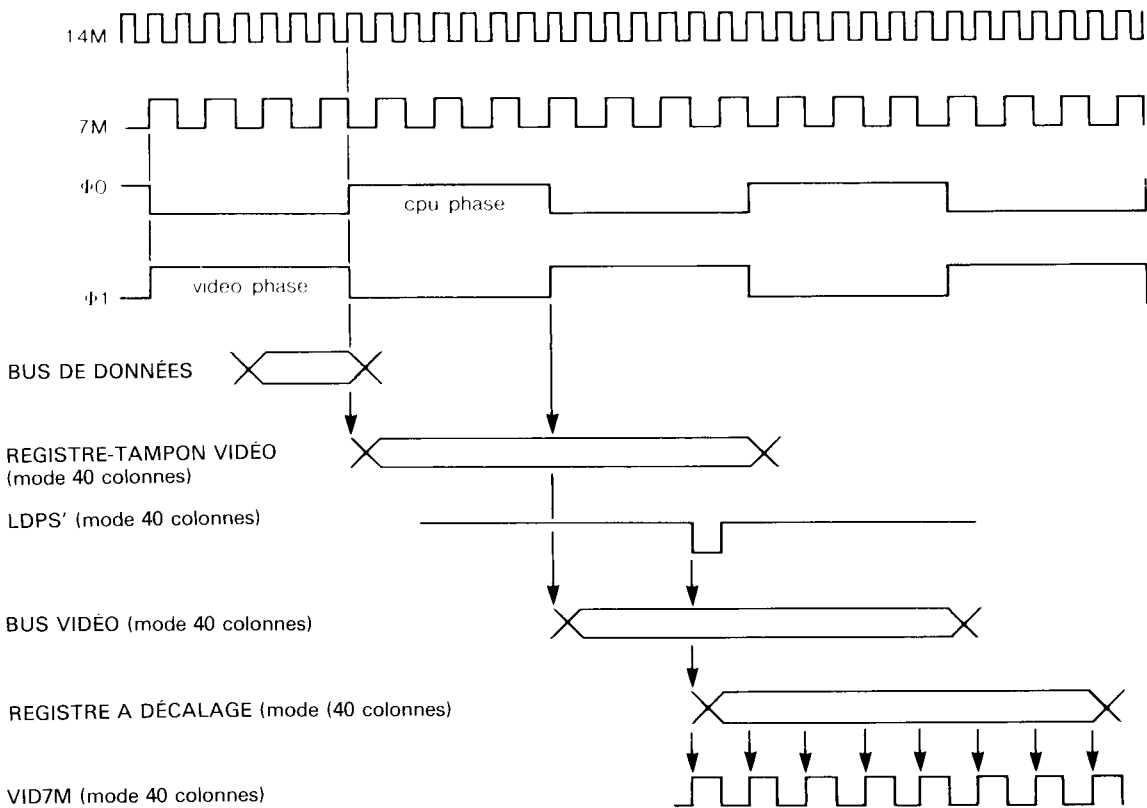 14M
7M
ΦO
cpu phase
video phase
Φ1
BUS DE DONNÉES
REGISTRE-TAMPON VIDÉO
(mode 40 colonnes)
LDPS' (mode 40 colonnes)
BUS VIDÉO (mode 40 colonnes)
REGISTRE A DÉCALAGE (mode (40 colonnes)
VID7M (mode 40 colonnes)